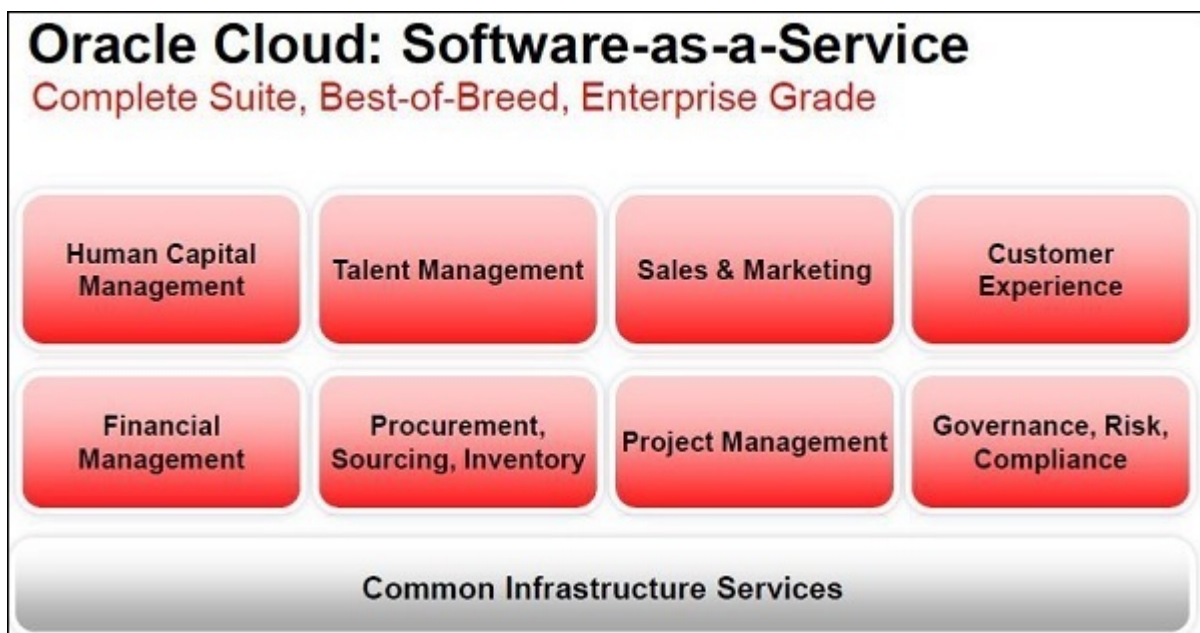 Oracle Cloud: Software-as-a-Service
Complete Suite, Best-of-Breed, Enterprise Grade
Human Capital
Management
Talent Management
Sales & Marketing
Customer
Experience
Financial
Management
Procurement,
Sourcing, Inventory
Project Management
Governance, Risk,
Compliance
Common Infrastructure Services